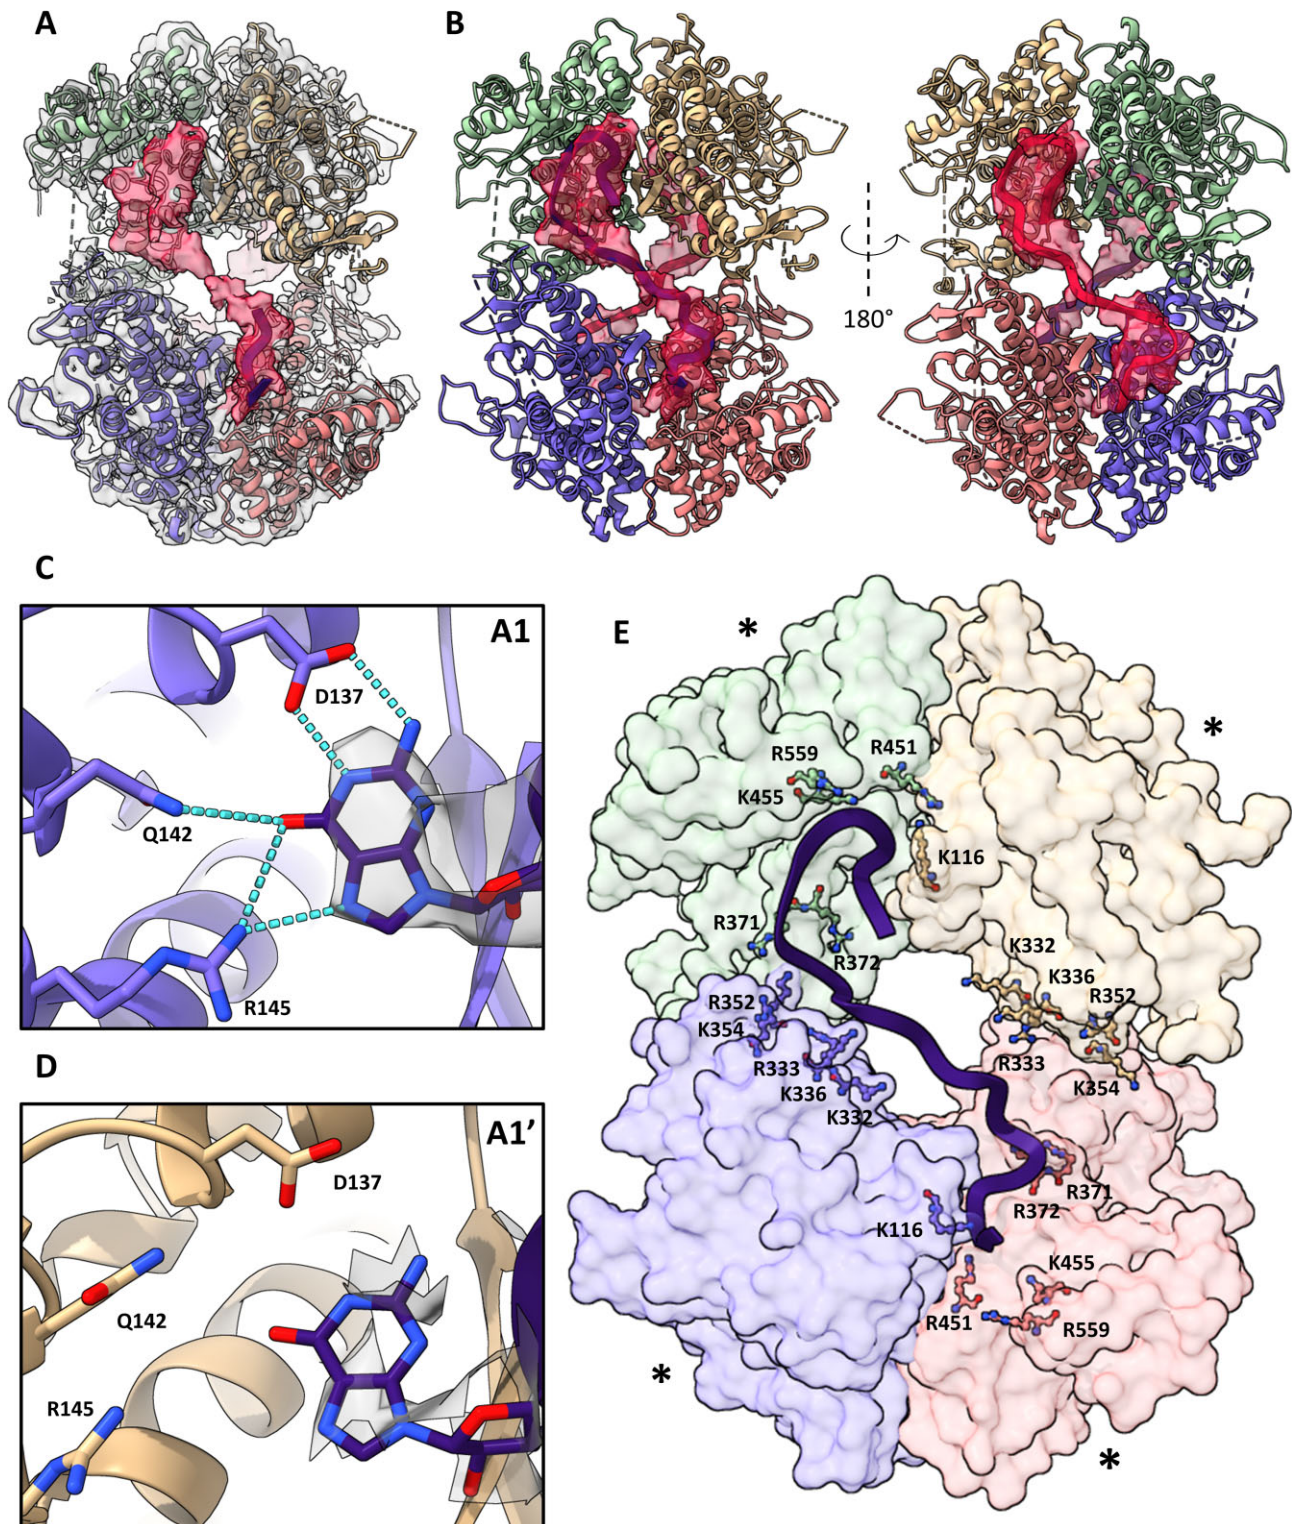 A
B
180°
C
A1
D137
Q142
R145
D
A1’
D137
Q142
R145
E
*
*
R559
R451
K455
K116
R371
R372
K332
K336
R352
R352
K354
R333
K336
K332
R333
K354
R371
R372
K116
K455
R451
R559
*
*